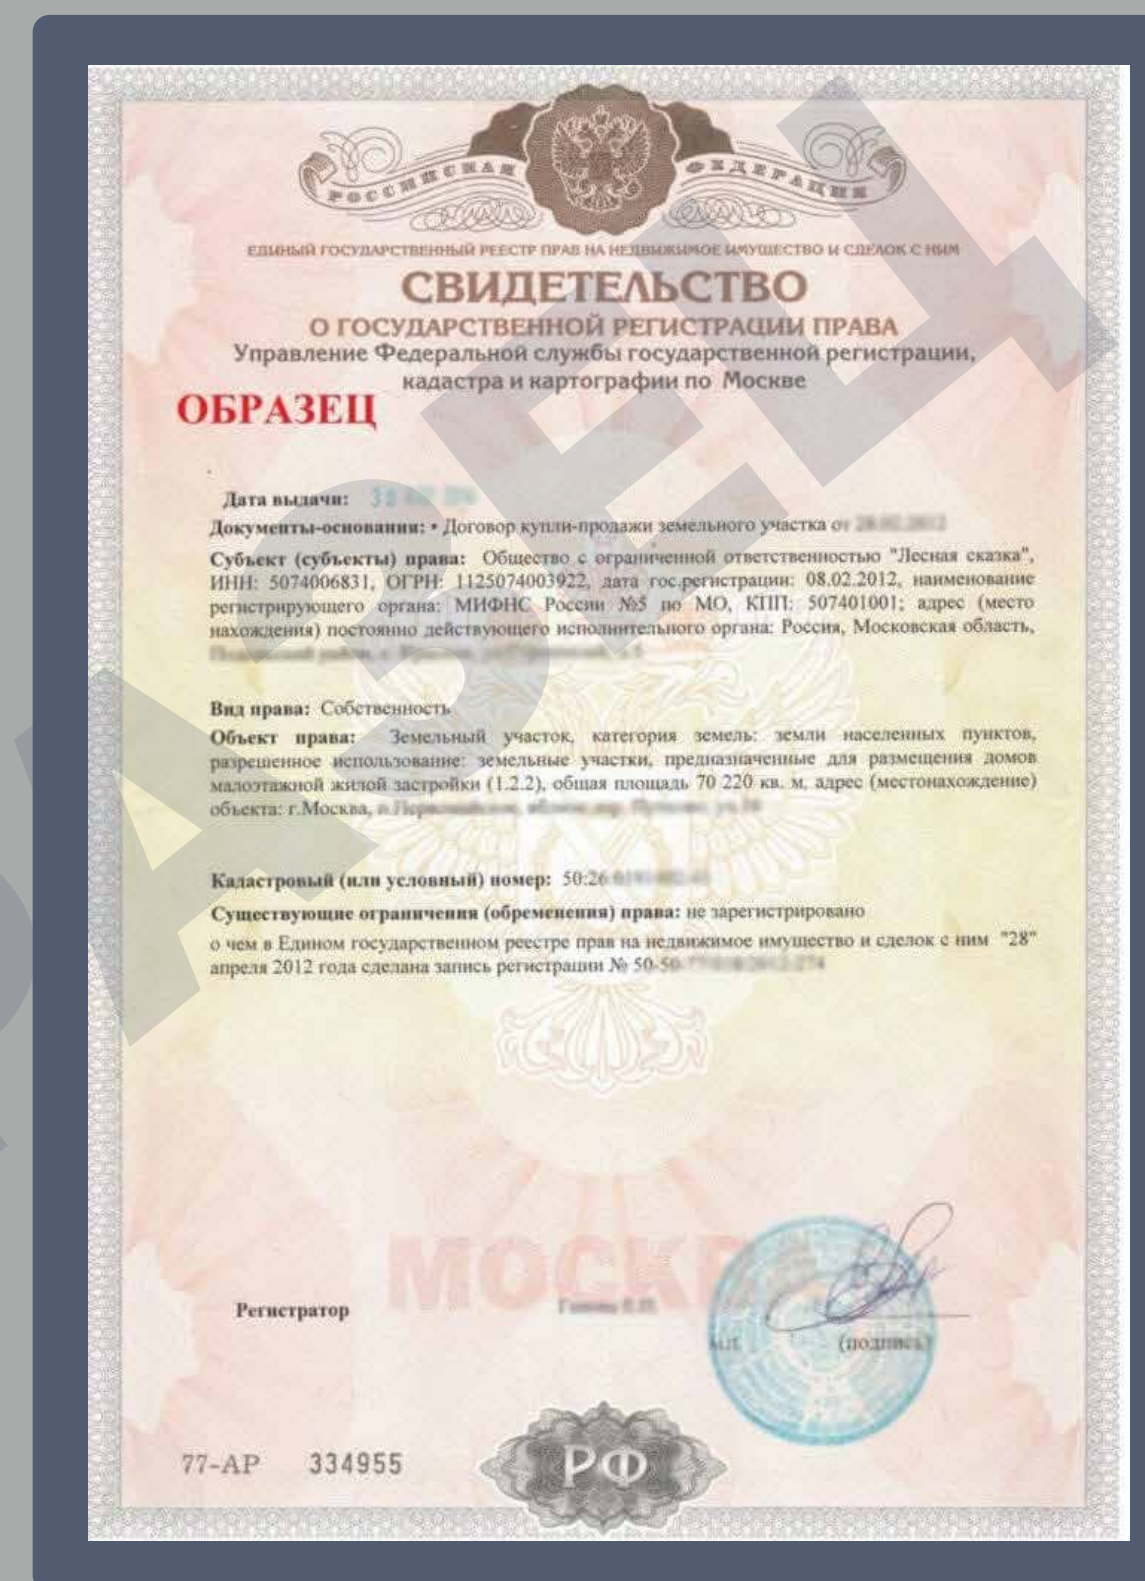 РОССИЙСКАЯ ФЕДЕРАЦИЯ
ЕДИНЫЙ ГОСУДАРСТВЕННЫЙ РЕЕСТР ПРАВ НА НЕДВИЖИМОЕ ИМУЩЕСТВО И СДЕЛОК С НИМ
СВИДЕТЕЛЬСТВО
О ГОСУДАРСТВЕННОЙ РЕГИСТРАЦИИ ПРАВА
Управление Федеральной службы государственной регистрации,
кадастра и картографии по Москве
ОБРАЗЕЦ
Дата выдачи:
Документы-основания: • Договор купли-продажи земельного участка от 28.02.2012
Субъект (субъекты) права: Общество с ограниченной ответственностью "Лесная сказка",
ИНН: 5074006831, ОГРН: 1125074003922, дата гос.регистрации: 08.02.2012, наименование
регистрирующего органа: МИФНС России №5 по МО, КПП: 507401001; адрес (место
нахождения) постоянно действующего исполнительного органа: Россия, Московская область,
Вид права: Собственность
Объект права: Земельный участок, категория земель: земли населенных пунктов,
разрешенное использование: земельные участки, предназначенные для размещения домов
малоэтажной жилой застройки (1.2.2), общая площадь 70 220 кв. м, адрес (местонахождение)
объекта: г.Москва,
Кадастровый (или условный) номер: 50:26
Существующие ограничения (обременения) права: не зарегистрировано
о чем в Едином государственном реестре прав на недвижимое имущество и сделок с ним "28"
апреля 2012 года сделана запись регистрации № 50-50-
МОСКВА
Регистратор
м.п. (подпись)
77-АР 334955
РФ